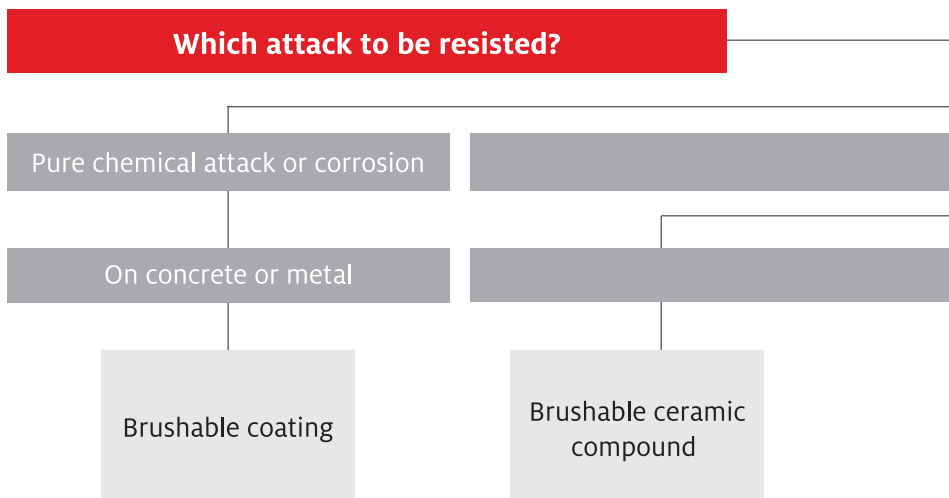 Which attack to be resisted?
Pure chemical attack or corrosion
On concrete or metal
Brushable coating
Brushable ceramic
compound